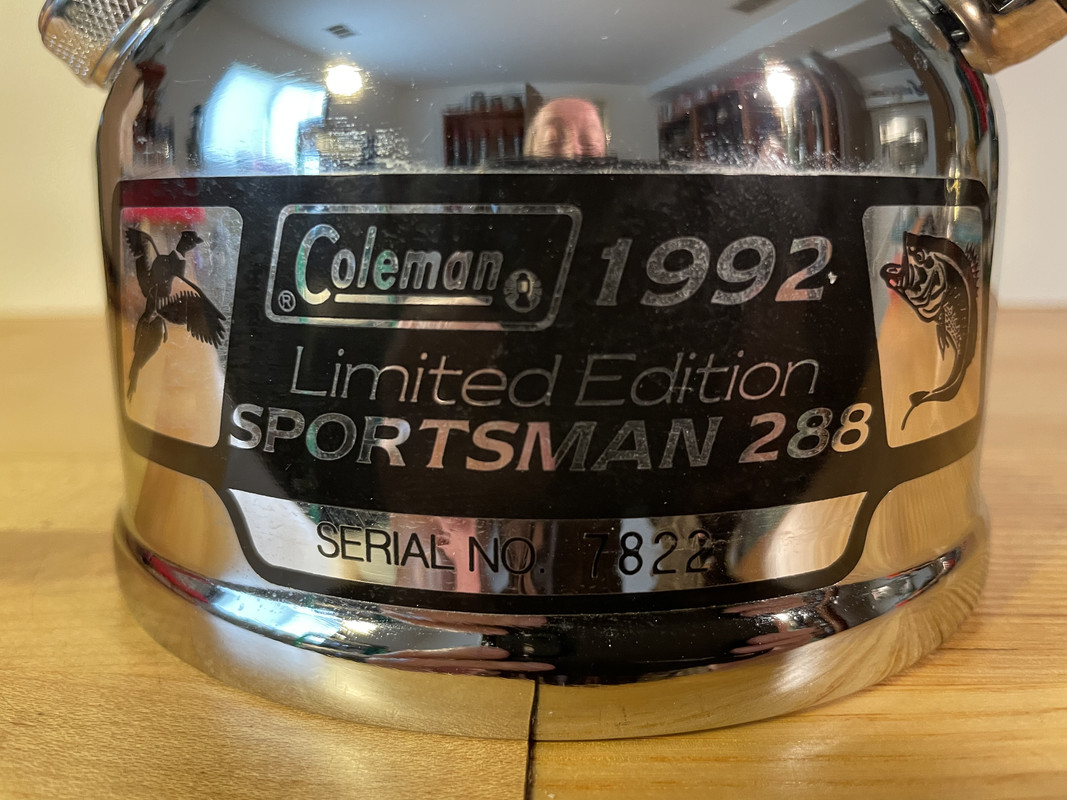 ® Coleman 1992
Limited Edition
SPORTSMAN 288
SERIAL NO. 7822